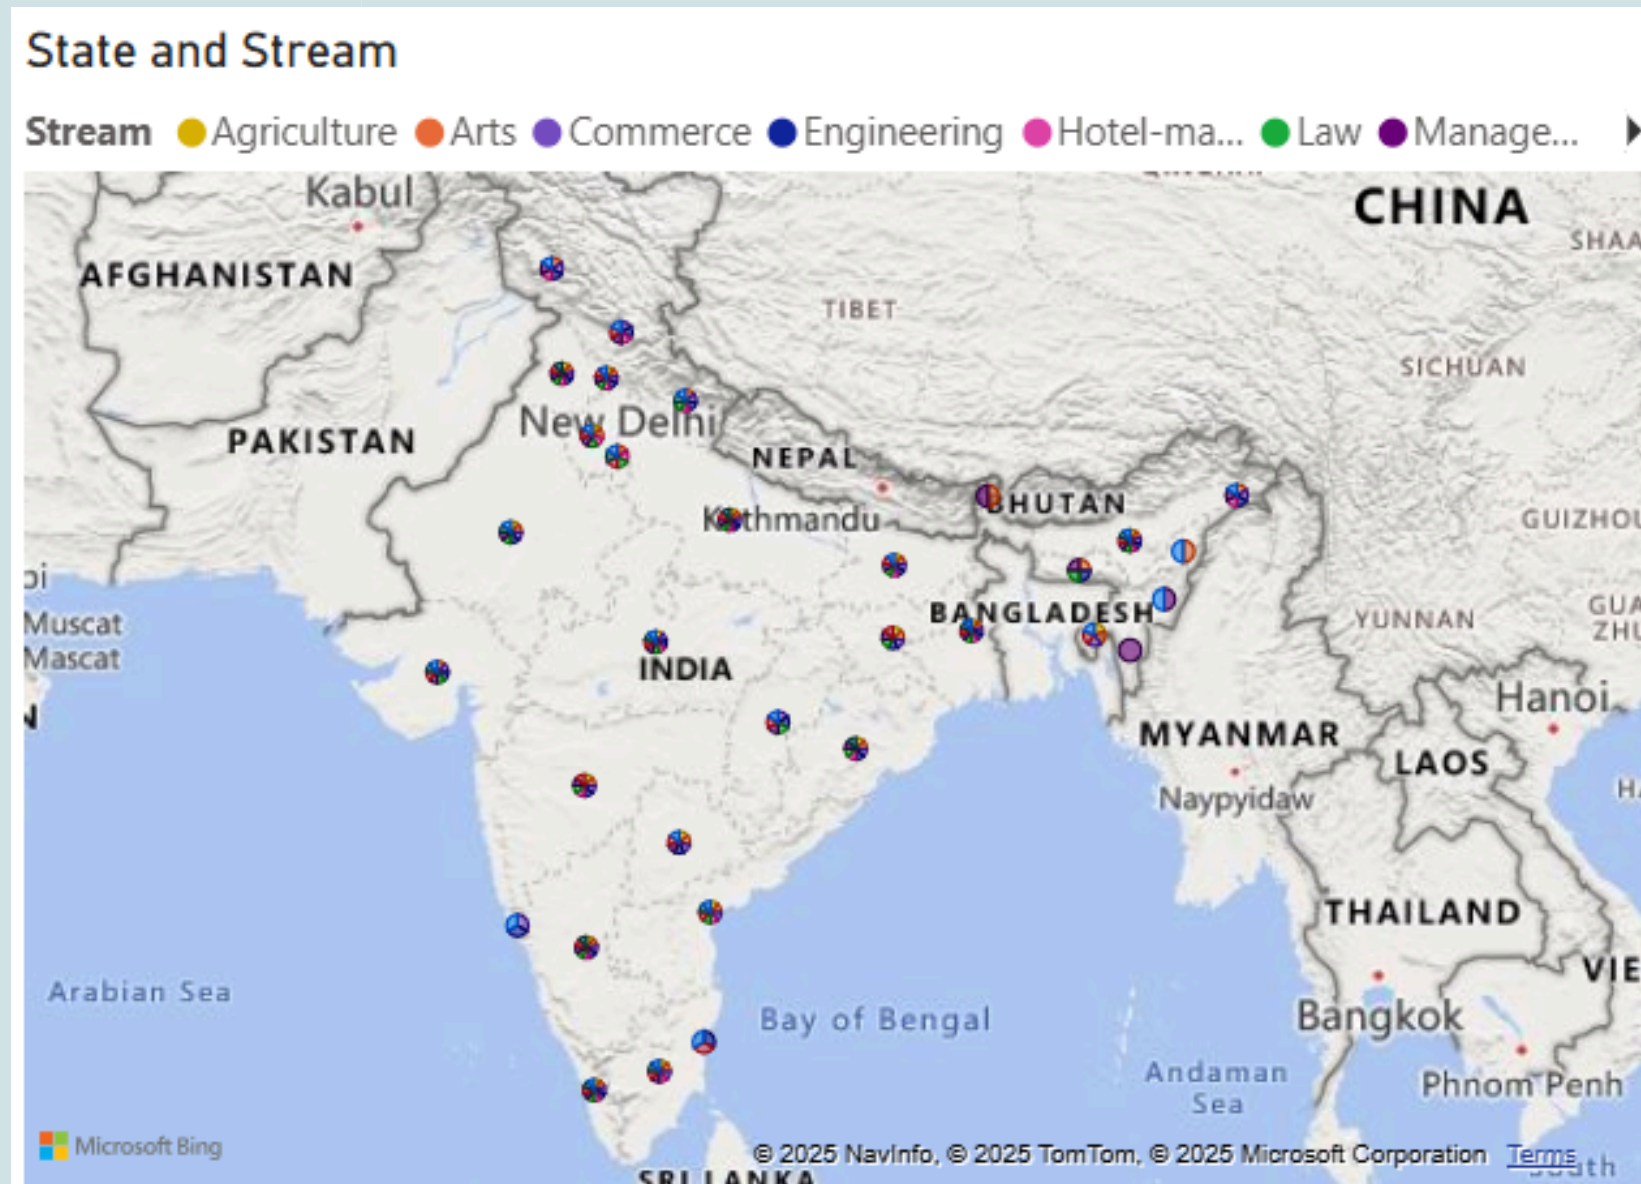 State and Stream
Stream Agriculture Arts Commerce Engineering Hotel-ma... Law Manage...
Kabul
CHINA
SHAA
AFGHANISTAN
TIBET
SICHUAN
New Delhi
PAKISTAN
NEPAL
BHUTAN
Kathmandu
GUIZHOU
BANGLADESH
Muscat
Mascat
YUNNAN
GUA
ZHU
INDIA
Hanoi
MYANMAR
LAOS
Naypyidaw
THAILAND
VIE
Arabian Sea
Bay of Bengal
Bangkok
Andaman
Sea
Phnom Penh
Microsoft Bing
© 2025 NavInfo, © 2025 TomTom, © 2025 Microsoft Corporation Terms
SRI LANKA